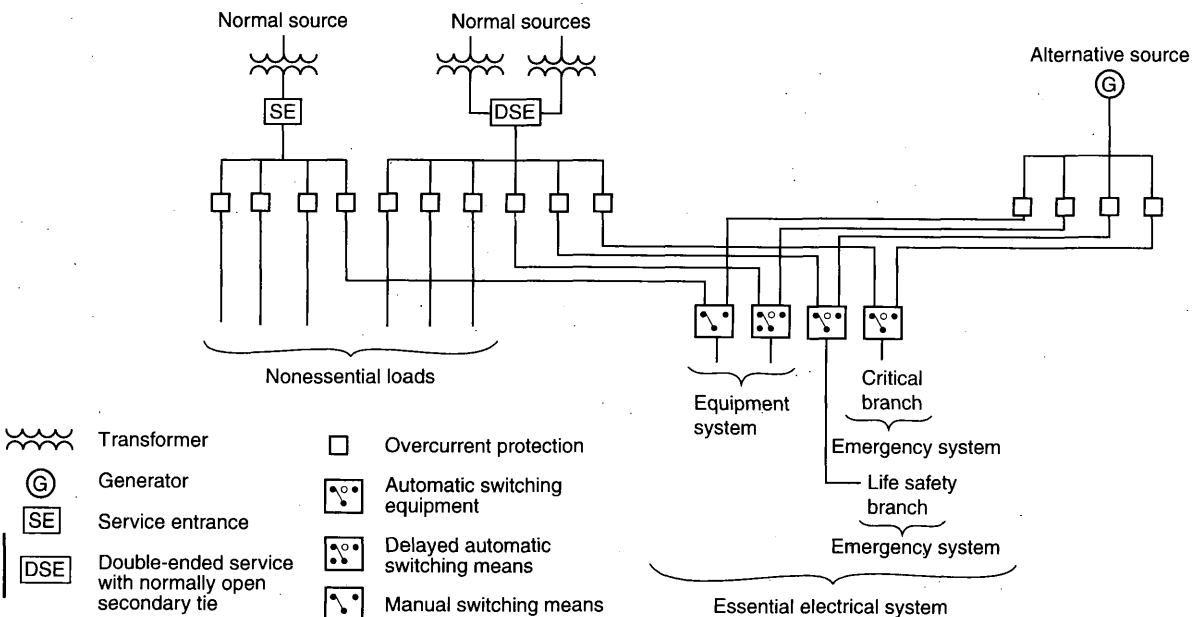 Normal source
Normal sources
Alternative source
G
SE
DSE
Nonessential loads
Equipment
system
Critical
branch
Emergency system
Life safety
branch
Emergency system
Essential electrical system
Transformer
G
Generator
SE
Service entrance
DSE
Double-ended service
with normally open
secondary tie
Overcurrent protection
Automatic switching
equipment
Delayed automatic
switching means
Manual switching means